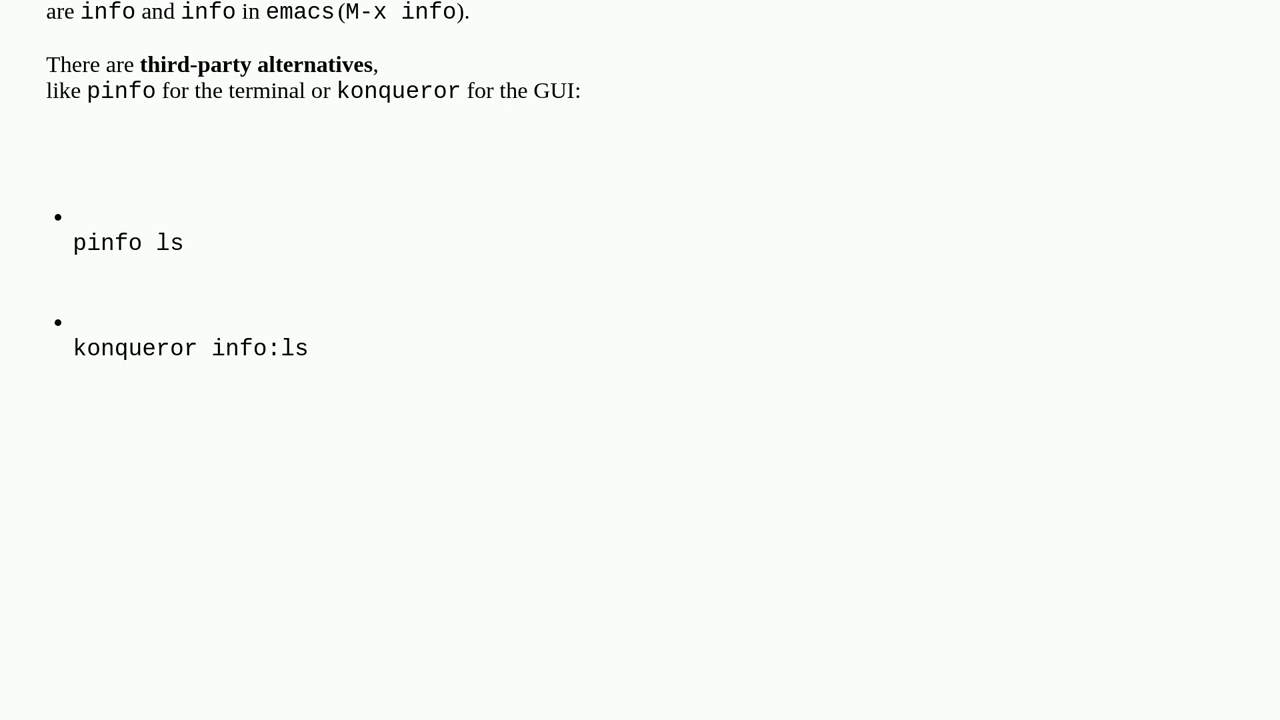 are info and info in emacs(M-x info).
There are third-party alternatives,
like pinfo for the terminal or konqueror for the GUI:
• 
pinfo ls
• 
konqueror info:ls